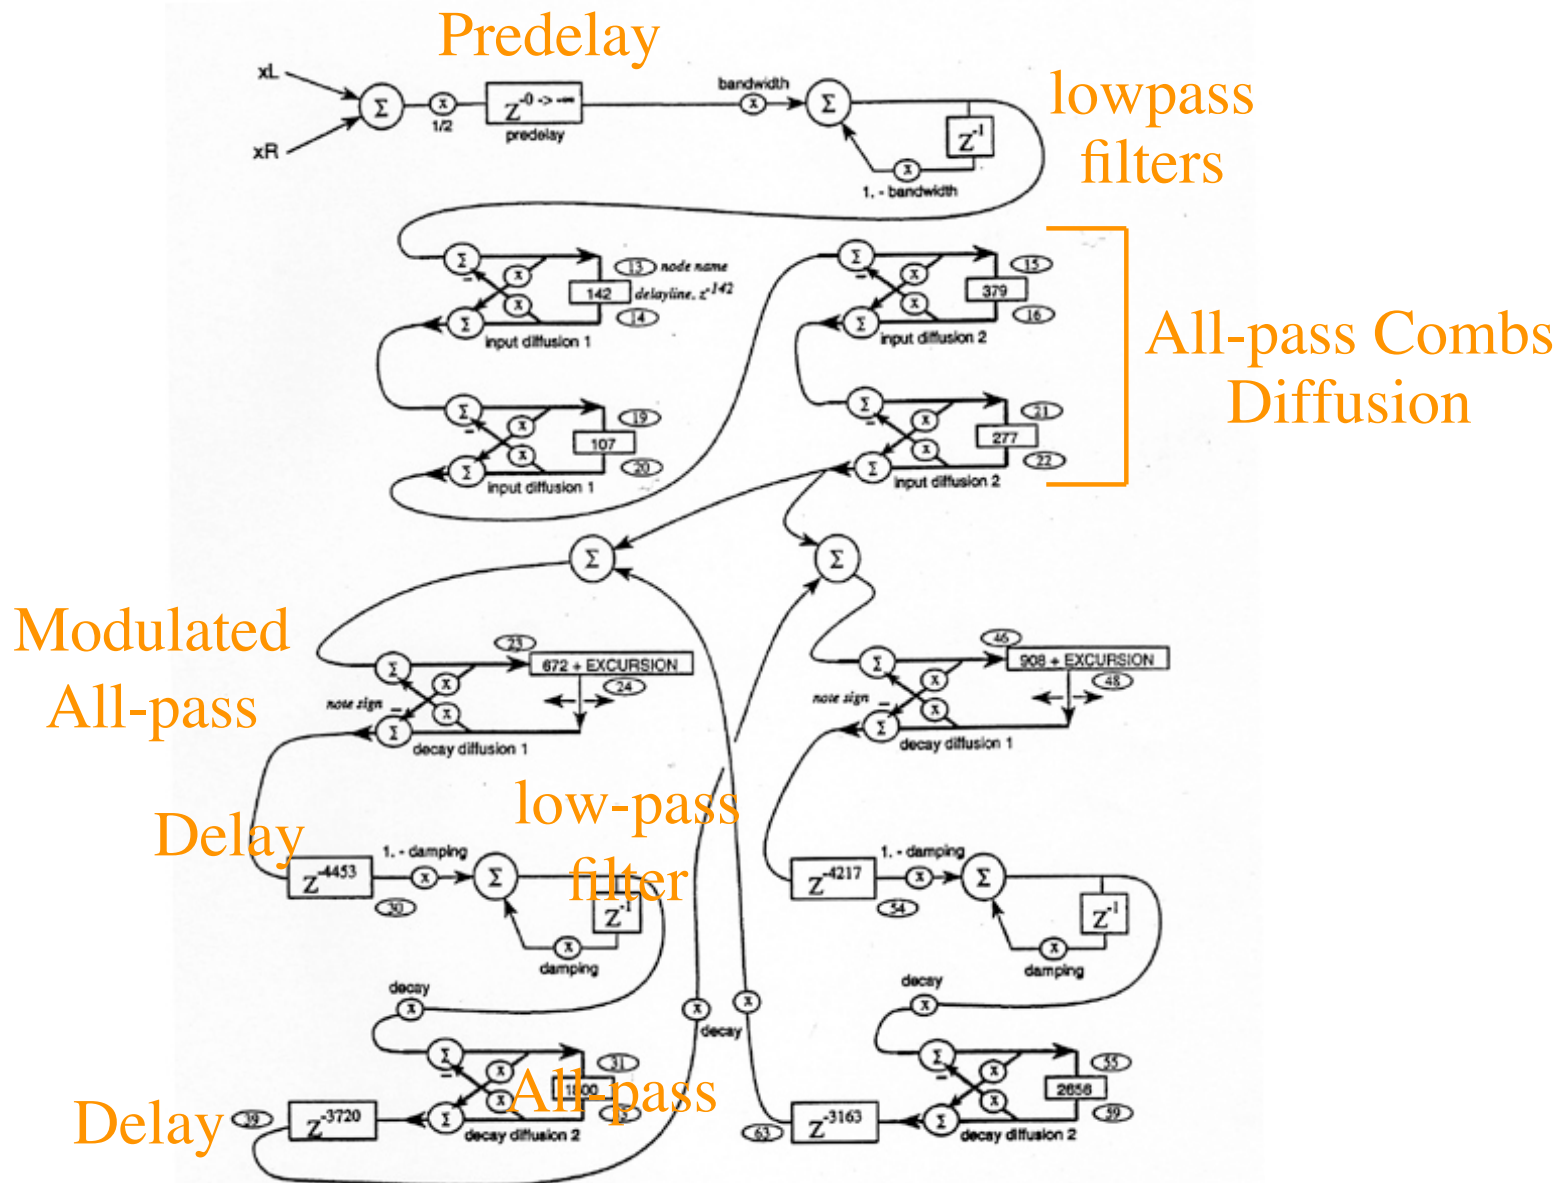 Predelay
xL
xR
Σ
x
1/2
Z^-0 -> -∞
predelay
bandwidth
x
Σ
Z^-1
x
1. - bandwidth
lowpass
filters
Σ
x
x
Σ
13 node name
142 delayline, z^-142
14
input diffusion 1
Σ
x
x
Σ
15
379
16
input diffusion 2
All-pass Combs
Diffusion
Σ
x
x
Σ
19
107
20
input diffusion 1
Σ
x
x
Σ
21
277
22
input diffusion 2
Σ
Σ
Modulated
All-pass
Σ
x
x
Σ
23
672 + EXCURSION
24
note sign
decay diffusion 1
Σ
x
x
Σ
46
908 + EXCURSION
48
note sign
decay diffusion 1
Delay
low-pass
filter
Z^-4453
30
1. - damping
x
Σ
Z^-1
x
damping
Z^-4217
54
1. - damping
x
Σ
Z^-1
x
damping
decay
x
x
x
decay
decay
x
Σ
x
x
Σ
31
All-pass
decay diffusion 2
Delay
39
Z^-3720
Σ
x
x
Σ
55
2656
59
decay diffusion 2
63
Z^-3163